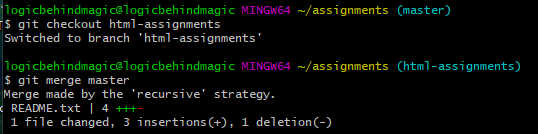 logicbehindmagic@logicbehindmagic MINGW64 ~/assignments (master)
$ git checkout html-assignments
Switched to branch 'html-assignments'
logicbehindmagic@logicbehindmagic MINGW64 ~/assignments (html-assignments)
$ git merge master
Merge made by the 'recursive' strategy.
README.txt | 4 +++-
1 file changed, 3 insertions(+), 1 deletion(-)